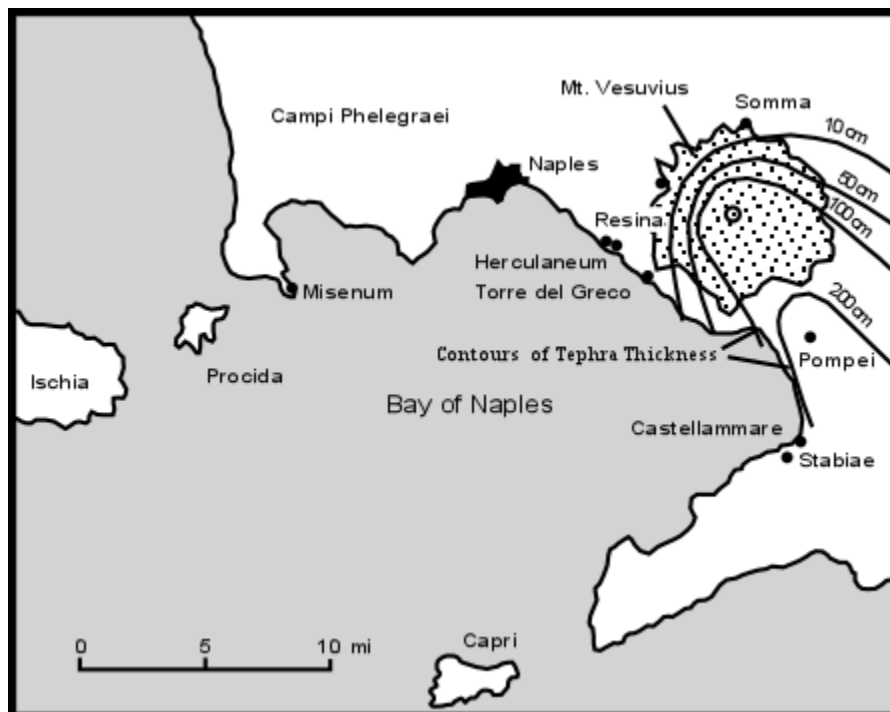 Mt. Vesuvius
Somma
10 cm
Campi Phelegraei
Naples
50 cm
100 cm
Resina
Herculaneum
Misenum
Torre del Greco
200 cm
Contours of Tephra Thickness
Pompei
Ischia
Procida
Bay of Naples
Castellammare
Stabiae
0 5 10 mi
Capri